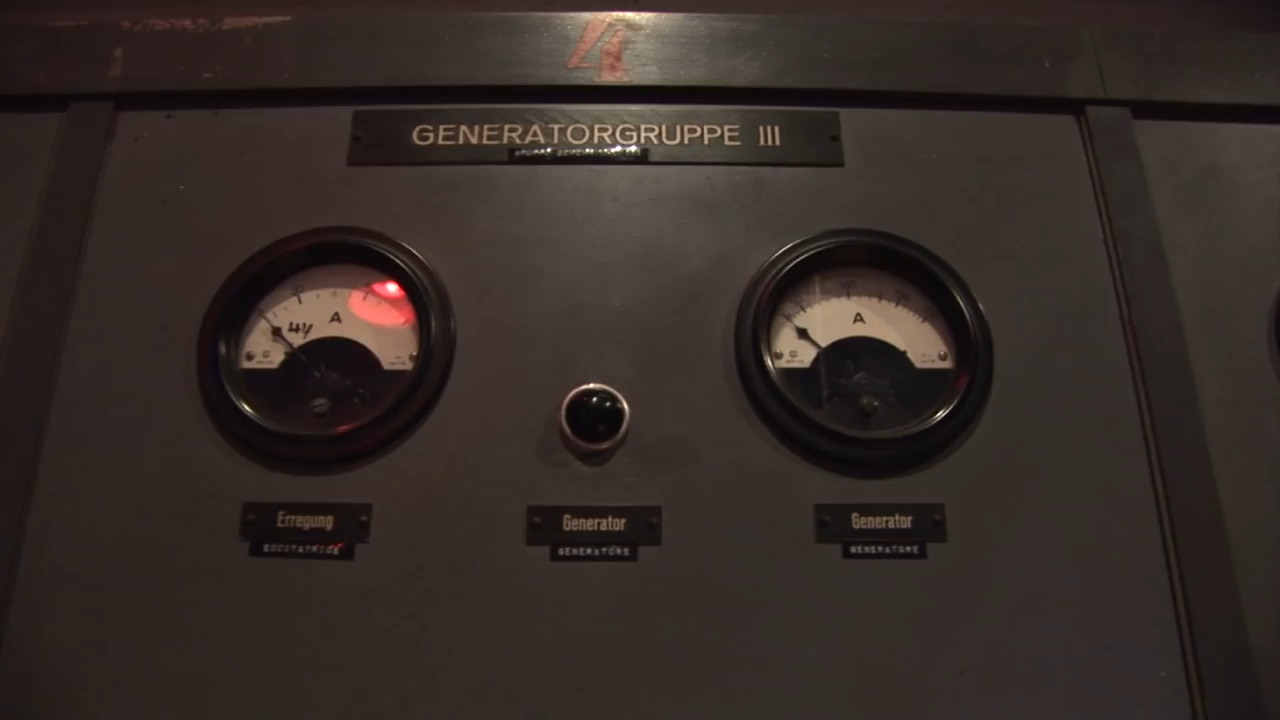 4
GENERATORGRUPPE III
A
A
Erregung
ECCITATRICE
Generator
GENERATORE
Generator
GENERATORE